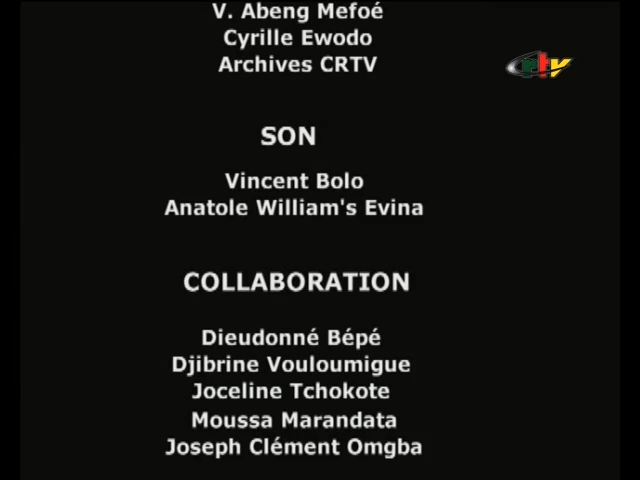 V. Abeng Mefoé
Cyrille Ewodo
Archives CRTV
crtv
SON
Vincent Bolo
Anatole William's Evina
COLLABORATION
Dieudonné Bépé
Djibrine Vouloumigue
Joceline Tchokote
Moussa Marandata
Joseph Clément Omgba